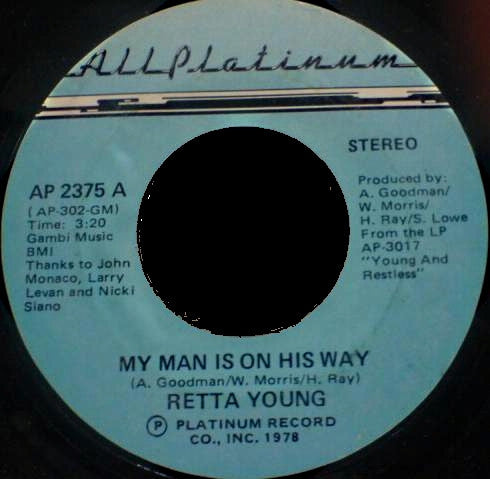 All Platinum
STEREO
AP 2375 A
(AP-302-GM)
Time: 3:20
Gambi Music
BMI
Thanks to John
Monaco, Larry
Levan and Nicki
Siano
Produced by:
A. Goodman/
W. Morris/
H. Ray/S. Lowe
From the LP
AP-3017
"Young And
Restless"
MY MAN IS ON HIS WAY
(A. Goodman/W. Morris/H. Ray)
RETTA YOUNG
Ⓟ PLATINUM RECORD
CO., INC. 1978